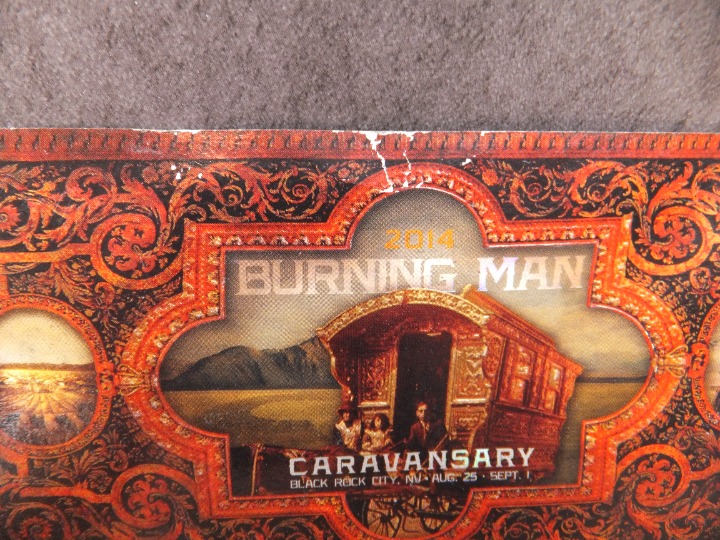 2014
BURNING MAN
CARAVANSARY
BLACK ROCK CITY, NV · AUG. 25 - SEPT. 1